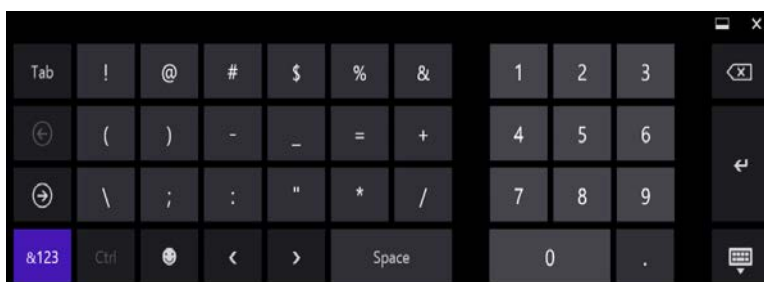 Tab ! @ # $ % & 1 2 3
( ) - _ = + 4 5 6
\ ; : " * / 7 8 9
&123 Ctrl < > Space 0 .